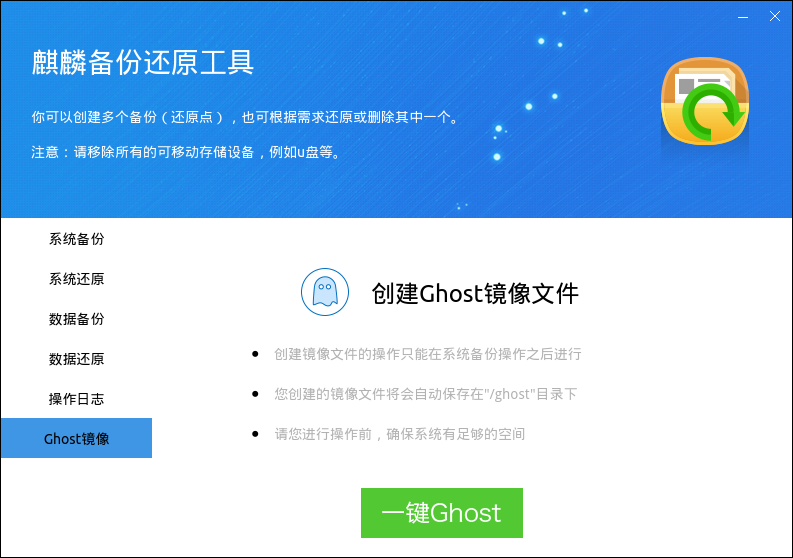 麒麟备份还原工具
你可以创建多个备份（还原点），也可根据需求还原或删除其中一个。
注意：请移除所有的可移动存储设备，例如u盘等。
系统备份
系统还原
数据备份
数据还原
操作日志
Ghost镜像
创建Ghost镜像文件
创建镜像文件的操作只能在系统备份操作之后进行
您创建的镜像文件将会自动保存在"/ghost"目录下
请您进行操作前，确保系统有足够的空间
一键Ghost